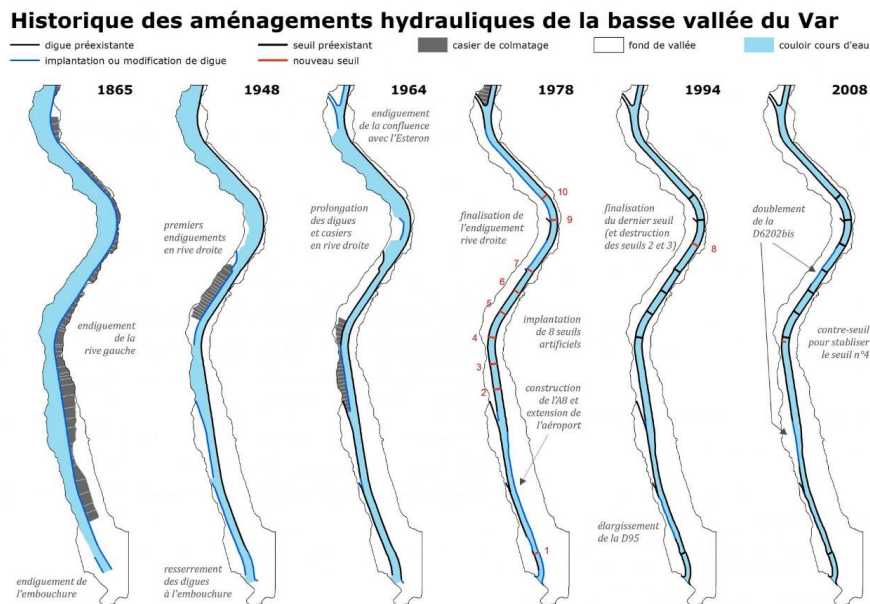 Historique des aménagements hydrauliques de la basse vallée du Var
digue préexistante
seuil préexistant
casier de colmatage
fond de vallée
couloir cours d'eau
implantation ou modification de digue
nouveau seuil
1865
1948
1964
1978
1994
2008
endiguement de la
rive gauche
endiguement de
l'embouchure
premiers
endiguements en
rive droite
resserrement
des digues
à l'embouchure
endiguement
de la confluence
avec l'Esteron
prolongation
des digues
et casiers
en rive droite
finalisation de
l'endiguement
rive droite
10
9
7
6
5
4
3
2
1
implantation
de 8 seuils
artificiels
construction
de l'A8 et
extension de
l'aéroport
finalisation
du dernier seuil
(et destruction
des seuils 2 et 3)
8
élargissement
de la D95
doublement
de la
D6202bis
contre-seuil
pour stabliser
le seuil n°4